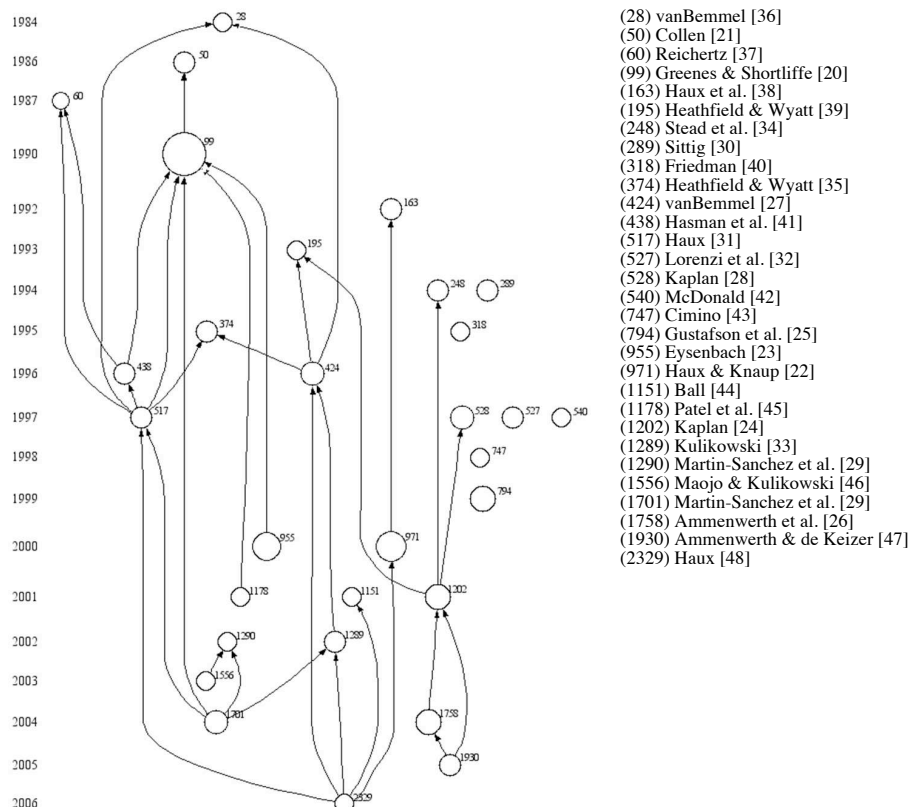 1984
1986
1987
1990
1992
1993
1994
1995
1996
1997
1998
1999
2000
2001
2002
2003
2004
2005
2006
28
50
60
99
163
195
248
289
318
374
438
424
517
528
527
540
747
794
955
971
1178
1151
1202
1290
1289
1556
1701
1758
1930
2329
(28) vanBemmel [36]
(50) Collen [21]
(60) Reichertz [37]
(99) Greenes & Shortliffe [20]
(163) Haux et al. [38]
(195) Heathfield & Wyatt [39]
(248) Stead et al. [34]
(289) Sittig [30]
(318) Friedman [40]
(374) Heathfield & Wyatt [35]
(424) vanBemmel [27]
(438) Hasman et al. [41]
(517) Haux [31]
(527) Lorenzi et al. [32]
(528) Kaplan [28]
(540) McDonald [42]
(747) Cimino [43]
(794) Gustafson et al. [25]
(955) Eysenbach [23]
(971) Haux & Knaup [22]
(1151) Ball [44]
(1178) Patel et al. [45]
(1202) Kaplan [24]
(1289) Kulikowski [33]
(1290) Martin-Sanchez et al. [29]
(1556) Maojo & Kulikowski [46]
(1701) Martin-Sanchez et al. [29]
(1758) Ammenwerth et al. [26]
(1930) Ammenwerth & de Keizer [47]
(2329) Haux [48]